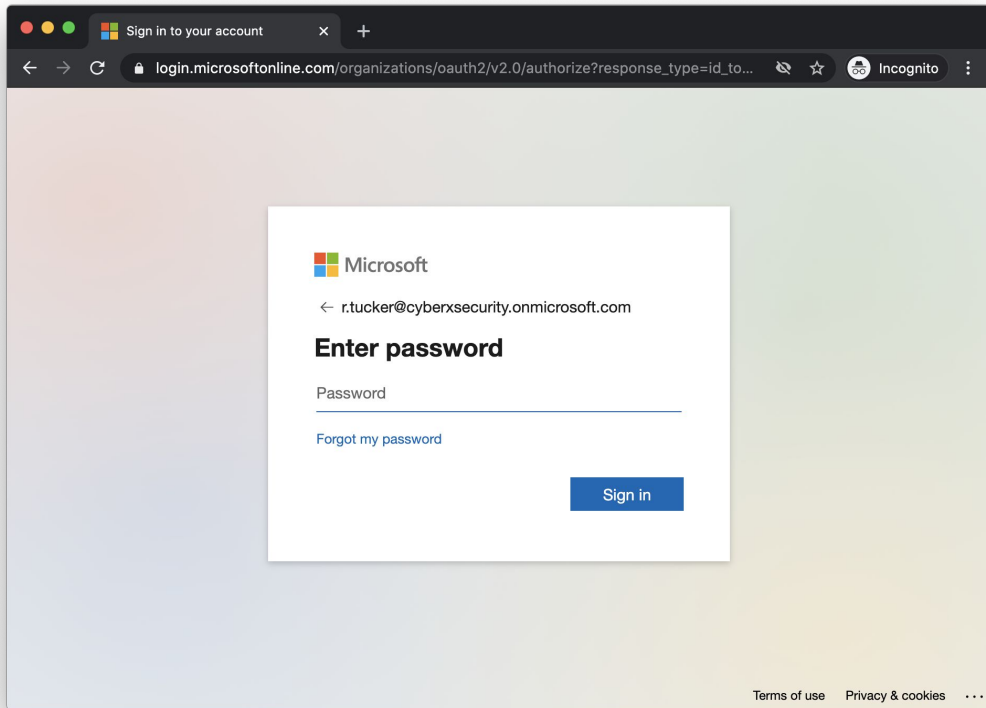 Sign in to your account
login.microsoftonline.com/organizations/oauth2/v2.0/authorize?response_type=id_to...
Incognito
Microsoft
r.tucker@cyberxsecurity.onmicrosoft.com
Enter password
Password
Forgot my password
Sign in
Terms of use Privacy & cookies ...